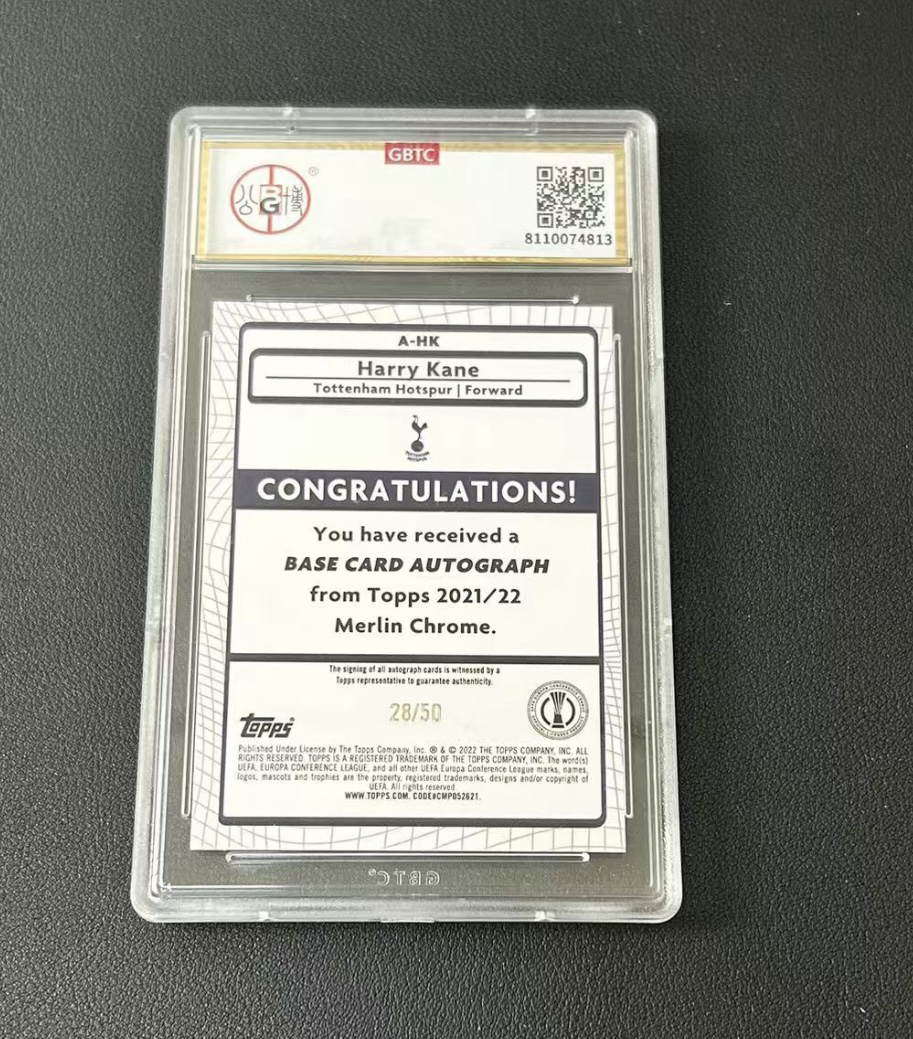 GBTC
公 BG 博
®
8110074813
A-HK
Harry Kane
Tottenham Hotspur | Forward
TOTTENHAM
HOTSPUR
CONGRATULATIONS!
You have received a
BASE CARD AUTOGRAPH
from Topps 2021/22
Merlin Chrome.
The signing of all autograph cards is witnessed by a
Topps representative to guarantee authenticity.
28/50
topps
Published Under License by The Topps Company, Inc. ® & © 2022 THE TOPPS COMPANY, INC. ALL
RIGHTS RESERVED. TOPPS IS A REGISTERED TRADEMARK OF THE TOPPS COMPANY, INC. The word(s)
UEFA, EUROPA CONFERENCE LEAGUE, and all other UEFA Europa Conference League marks, names,
logos, mascots and trophies are the property, registered trademarks, designs and/or copyright of
UEFA. All rights reserved.
WWW.TOPPS.COM. CODE#CMP052621.
GBTC®